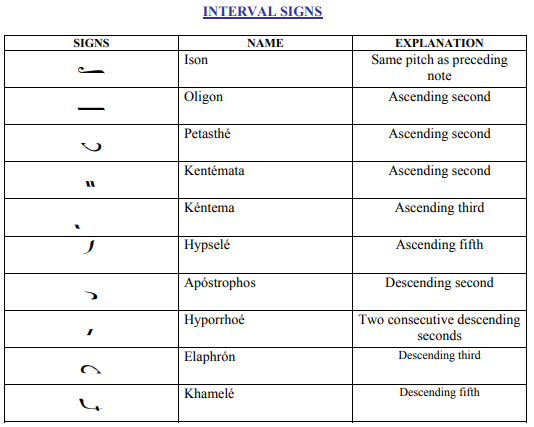 INTERVAL SIGNS
SIGNS NAME EXPLANATION
Ison Same pitch as preceding
note
Oligon Ascending second
Petasthé Ascending second
Kentémata Ascending second
Kéntema Ascending third
Hypselé Ascending fifth
Apóstrophos Descending second
Hyporrhoé Two consecutive descending
seconds
Elaphrón Descending third
Khamelé Descending fifth